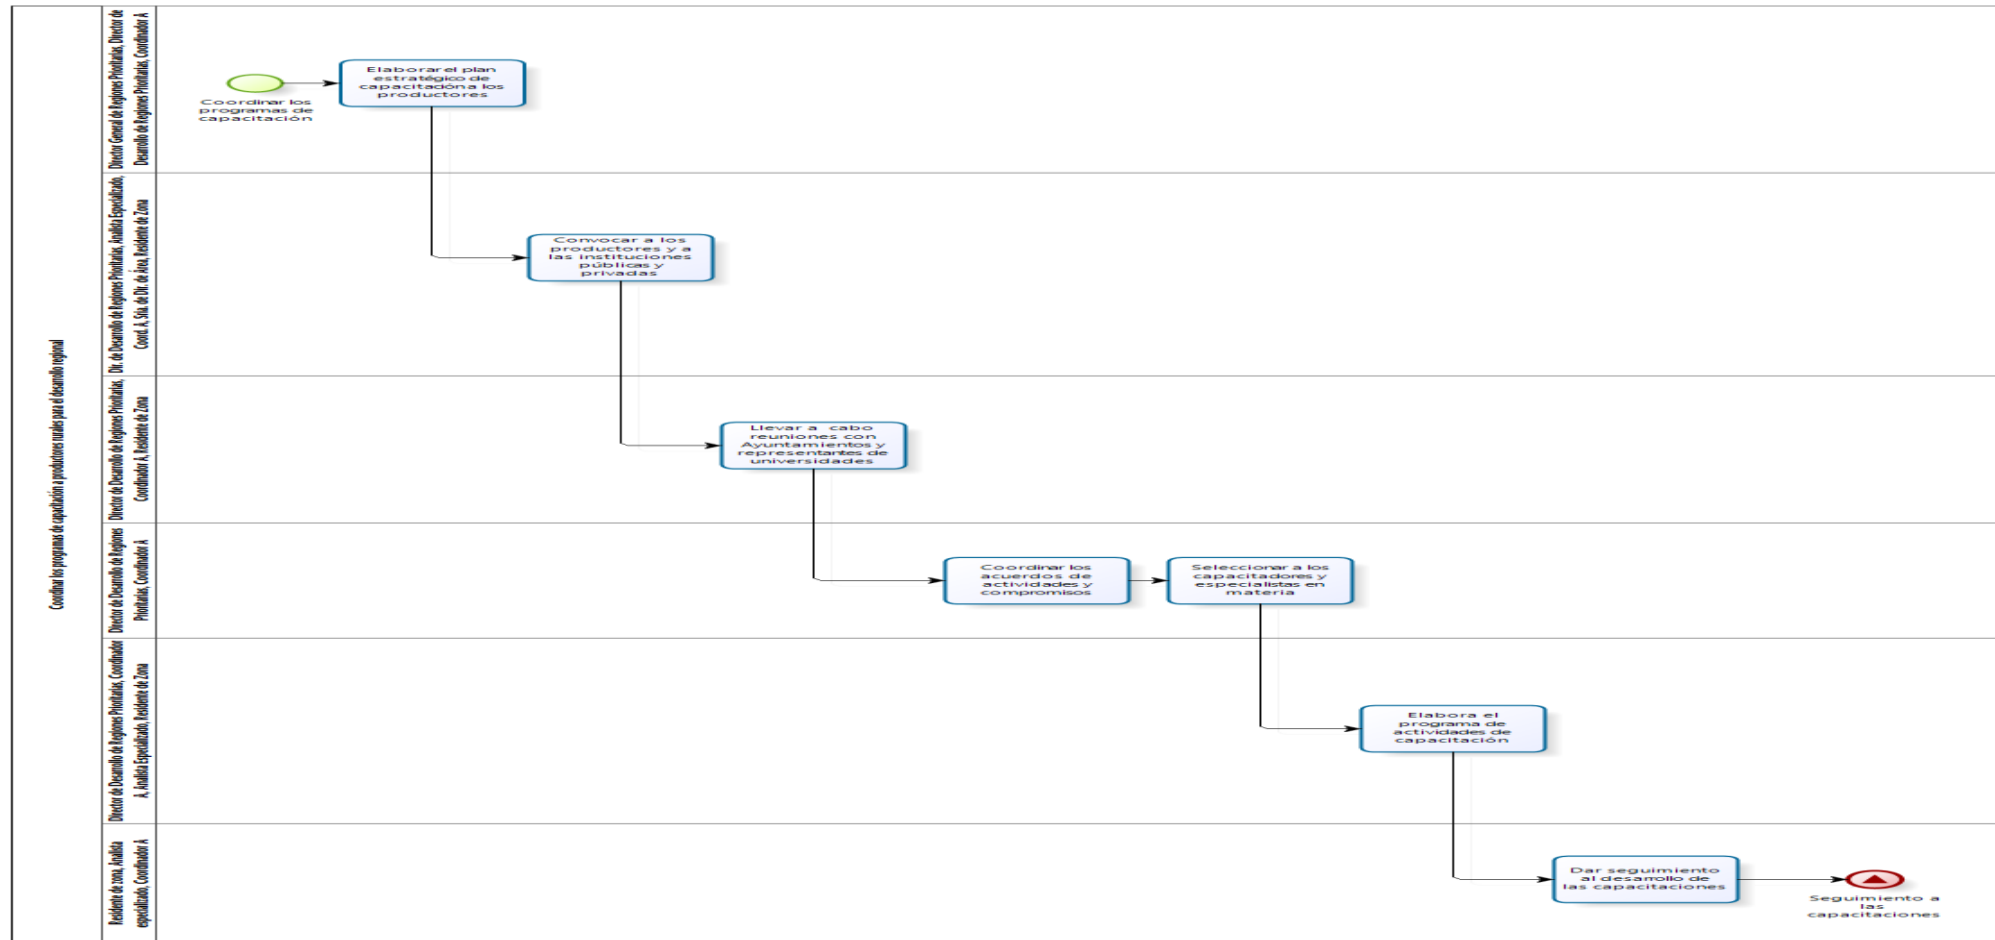 Coordinar los programas de capacitación a productores rurales para el desarrollo regional
Director General de Regiones Prioritarias, Director de
Desarrollo de Regiones Prioritarias, Coordinador A
Coordinar los
programas de
capacitación
Elaborar el plan
estratégico de
capacitación a los
productores
Dir. de Desarrollo de Regiones Prioritarias, Analista Especializado,
Coord. A, Sria. de Dir. de Área, Residente de Zona
Convocar a los
productores y a
las instituciones
públicas y
privadas
Director de Desarrollo de Regiones Prioritarias,
Coordinador A, Residente de Zona
Llevar a cabo
reuniones con
Ayuntamientos y
representantes de
universidades
Director de Desarrollo de Regiones
Prioritarias, Coordinador A
Coordinar los
acuerdos de
actividades y
compromisos
Seleccionar a los
capacitadores y
especialistas en
materia
Director de Desarrollo de Regiones Prioritarias, Coordinador
A, Analista Especializado, Residente de Zona
Elabora el
programa de
actividades de
capacitación
Residente de zona, Analista
especializado, Coordinador A
Dar seguimiento
al desarrollo de
las capacitaciones
Seguimiento a
las
capacitaciones